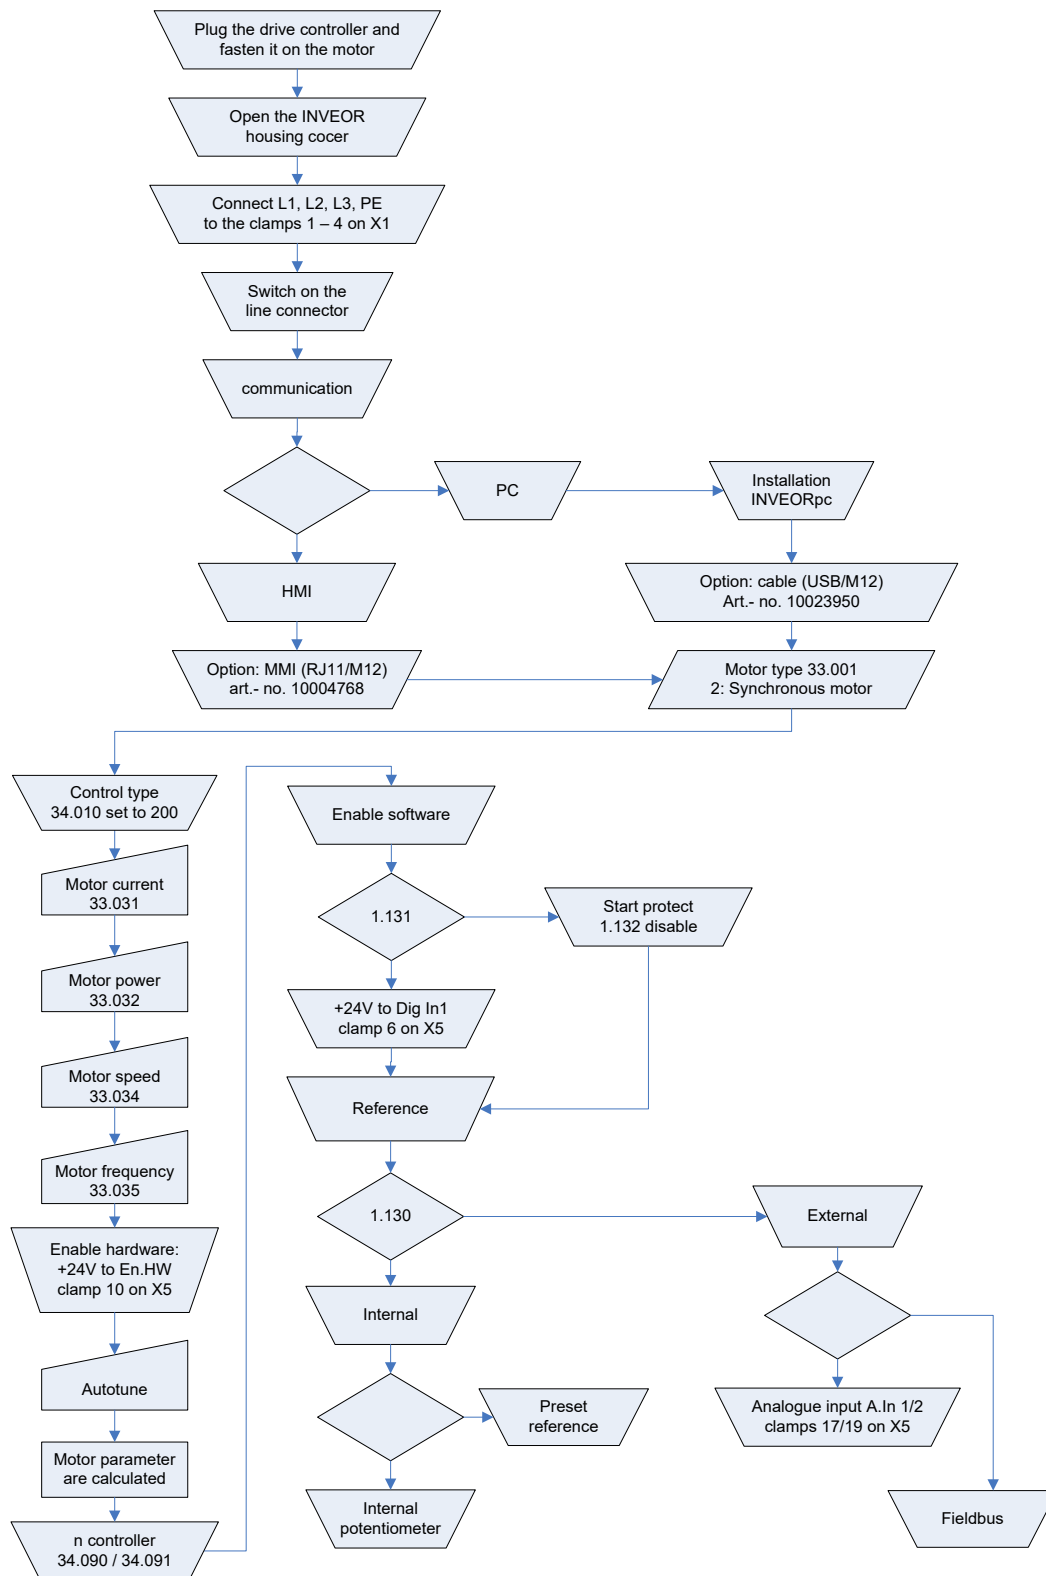 Plug the drive controller and
fasten it on the motor
Open the INVEOR
housing cocer
Connect L1, L2, L3, PE
to the clamps 1 – 4 on X1
Switch on the
line connector
communication
PC
Installation
INVEORpc
HMI
Option: cable (USB/M12)
Art.- no. 10023950
Option: MMI (RJ11/M12)
art.- no. 10004768
Motor type 33.001
2: Synchronous motor
Control type
34.010 set to 200
Motor current
33.031
Motor power
33.032
Motor speed
33.034
Motor frequency
33.035
Enable hardware:
+24V to En.HW
clamp 10 on X5
Autotune
Motor parameter
are calculated
n controller
34.090 / 34.091
Enable software
1.131
Start protect
1.132 disable
+24V to Dig In1
clamp 6 on X5
Reference
1.130
External
Internal
Preset
reference
Analogue input A.In 1/2
clamps 17/19 on X5
Internal
potentiometer
Fieldbus